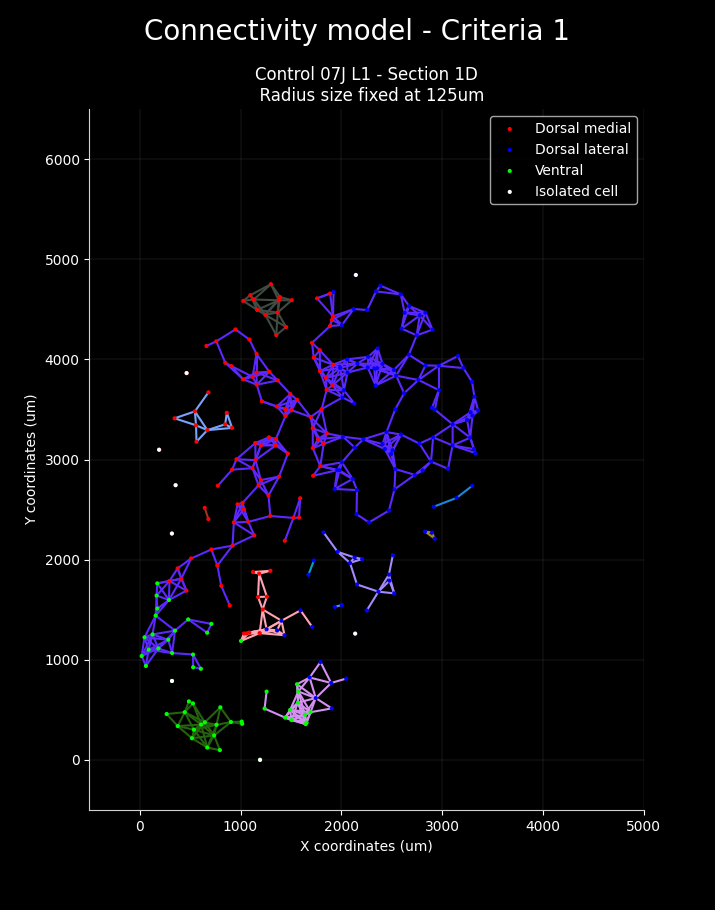 Connectivity model - Criteria 1
Control 07J L1 - Section 1D
Radius size fixed at 125um
Dorsal medial
Dorsal lateral
Ventral
Isolated cell
6000
5000
4000
3000
2000
1000
0
Y coordinates (um)
0 1000 2000 3000 4000 5000
X coordinates (um)